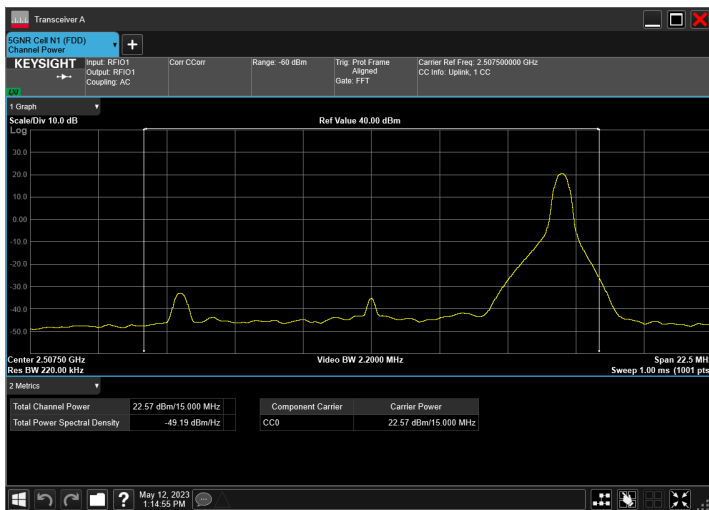 Transceiver A
5GNR Cell N1 (FDD)
Channel Power
KEYSIGHT
Input: RFIO1
Output: RFIO1
Coupling: AC
Corr CCorr
Range: -60 dBm
Trig: Prot Frame
Aligned
Gate: FFT
Carrier Ref Freq: 2.507500000 GHz
CC Info: Uplink, 1 CC
1 Graph
Scale/Div 10.0 dB
Ref Value 40.00 dBm
Log
30.0
20.0
10.0
0.00
-10.0
-20.0
-30.0
-40.0
-50.0
Center 2.50750 GHz
Video BW 2.2000 MHz
Span 22.5 MH
Res BW 220.00 kHz
Sweep 1.00 ms (1001 pts
2 Metrics
Total Channel Power 22.57 dBm/15.000 MHz
Total Power Spectral Density -49.19 dBm/Hz
Component Carrier Carrier Power
CC0 22.57 dBm/15.000 MHz
?
May 12, 2023
1:14:55 PM